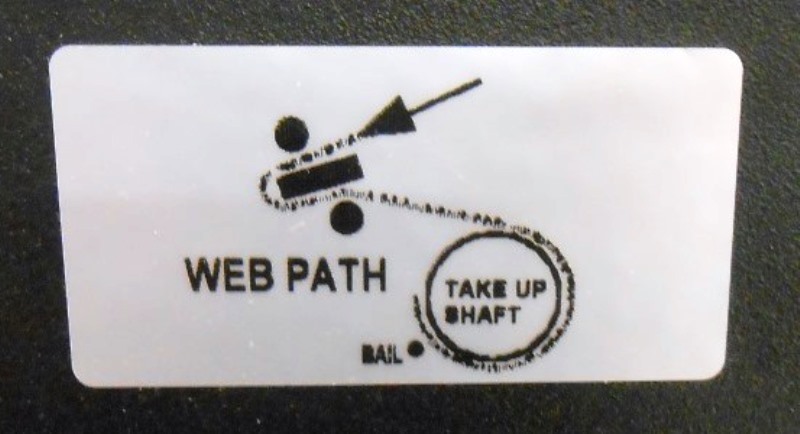 WEB PATH
TAKE UP
SHAFT
BAIL